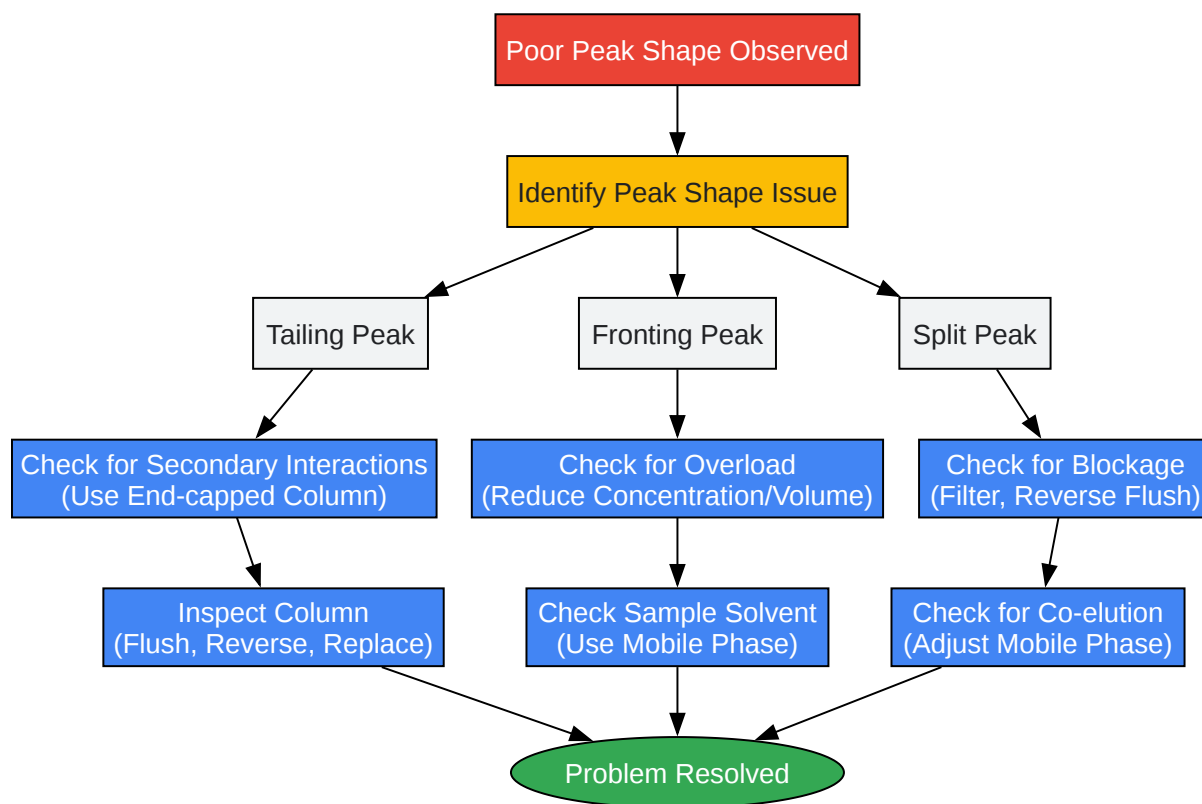 Poor Peak Shape Observed
Identify Peak Shape Issue
Tailing Peak
Fronting Peak
Split Peak
Check for Secondary Interactions
(Use End-capped Column)
Check for Overload
(Reduce Concentration/Volume)
Check for Blockage
(Filter, Reverse Flush)
Inspect Column
(Flush, Reverse, Replace)
Check Sample Solvent
(Use Mobile Phase)
Check for Co-elution
(Adjust Mobile Phase)
Problem Resolved